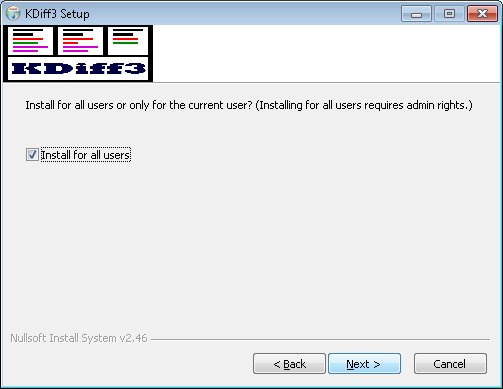 KDiff3 Setup
KDiff3
Install for all users or only for the current user? (Installing for all users requires admin rights.)
Install for all users
Nullsoft Install System v2.46
< Back
Next >
Cancel